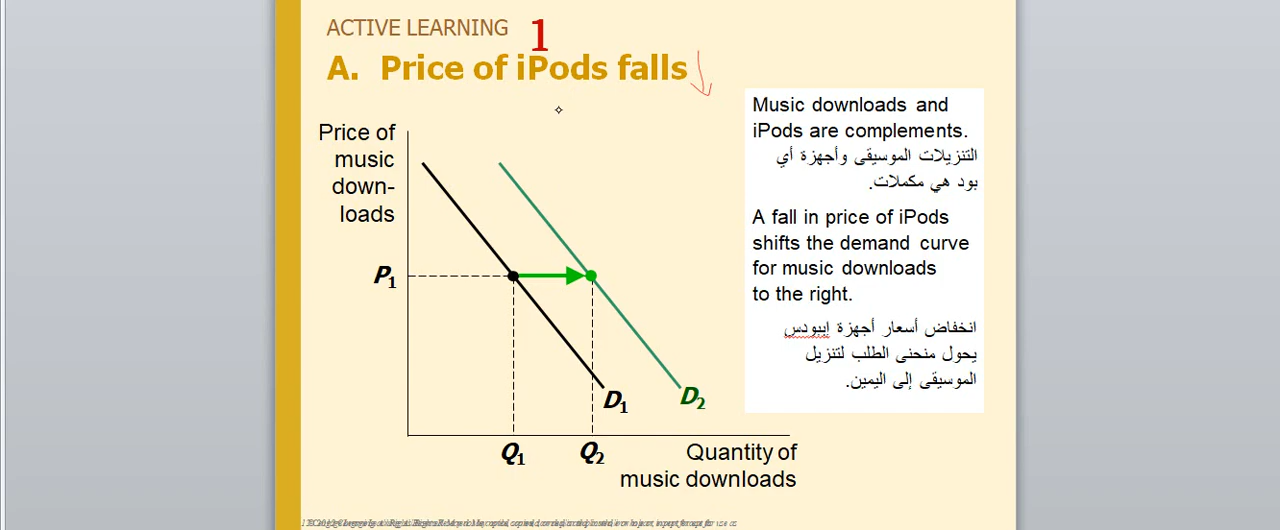 ACTIVE LEARNING 1
A. Price of iPods falls
Price of
music
down-
loads
P1
D1
D2
Q1
Q2
Quantity of
music downloads
Music downloads and
iPods are complements.
التنزيلات الموسيقى وأجهزة أي
بود هي مكملات.
A fall in price of iPods
shifts the demand curve
for music downloads
to the right.
انخفاض أسعار أجهزة ايبودس
يحول منحنى الطلب لتنزيل
الموسيقى إلى اليمين.